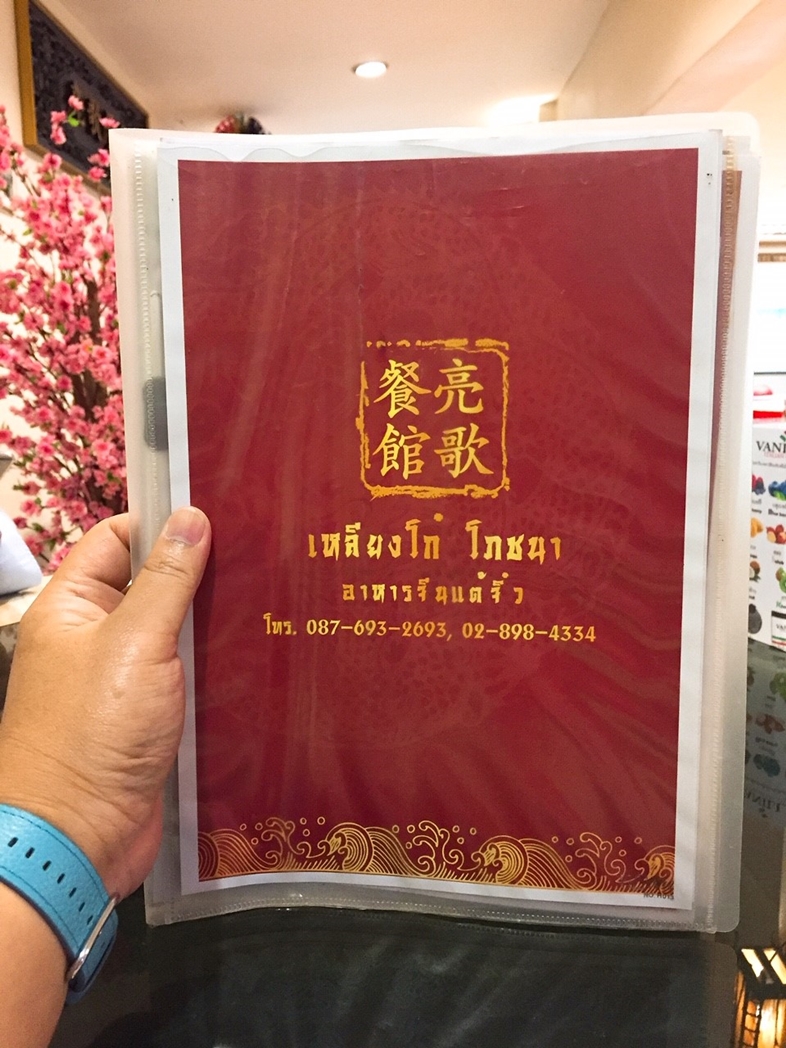 亮歌
餐館
เหลียงโก๋ โภชนา
อาหารจีนแต้จิ๋ว
โทร. 087-693-2693, 02-898-4334